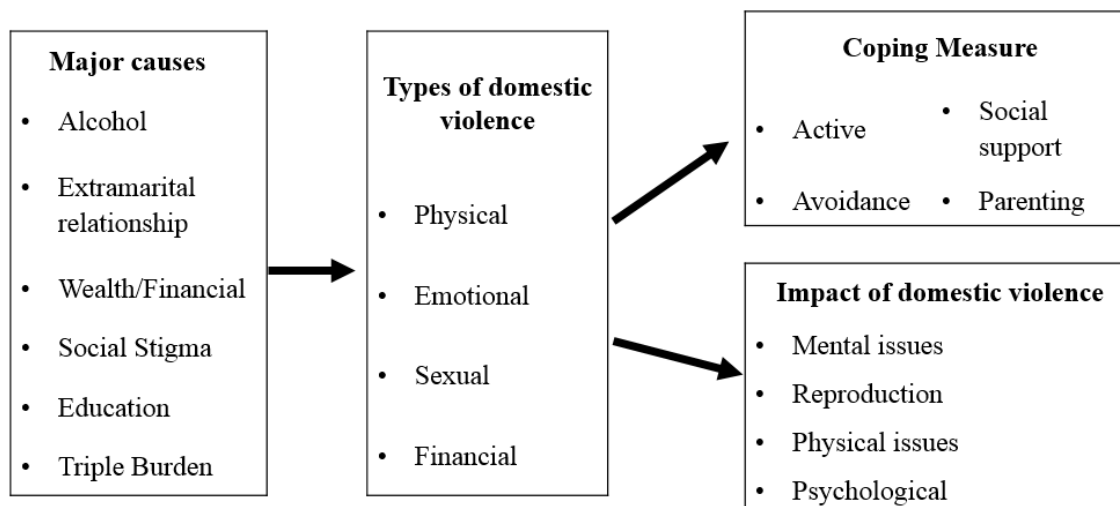 Major causes
• Alcohol
• Extramarital
relationship
• Wealth/Financial
• Social Stigma
• Education
• Triple Burden
Types of domestic
violence
• Physical
• Emotional
• Sexual
• Financial
Coping Measure
• Active
• Avoidance
• Social
support
• Parenting
Impact of domestic violence
• Mental issues
• Reproduction
• Physical issues
• Psychological